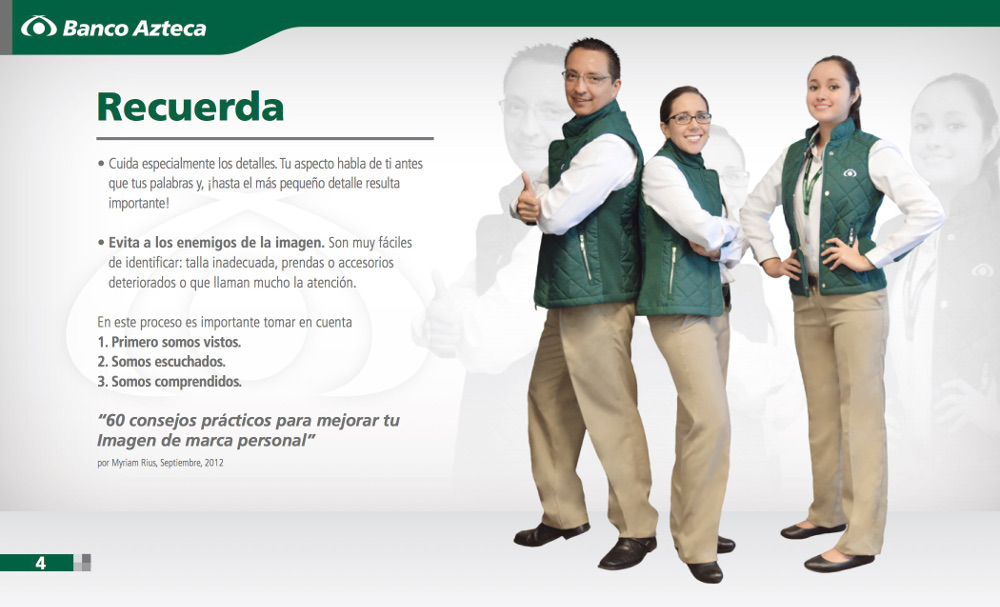 Banco Azteca
Recuerda
• Cuida especialmente los detalles. Tu aspecto habla de ti antes
que tus palabras y, ¡hasta el más pequeño detalle resulta
importante!
• Evita a los enemigos de la imagen. Son muy fáciles
de identificar: talla inadecuada, prendas o accesorios
deteriorados o que llaman mucho la atención.
En este proceso es importante tomar en cuenta
1. Primero somos vistos.
2. Somos escuchados.
3. Somos comprendidos.
“60 consejos prácticos para mejorar tu
Imagen de marca personal”
por Myriam Rius, Septiembre, 2012
4